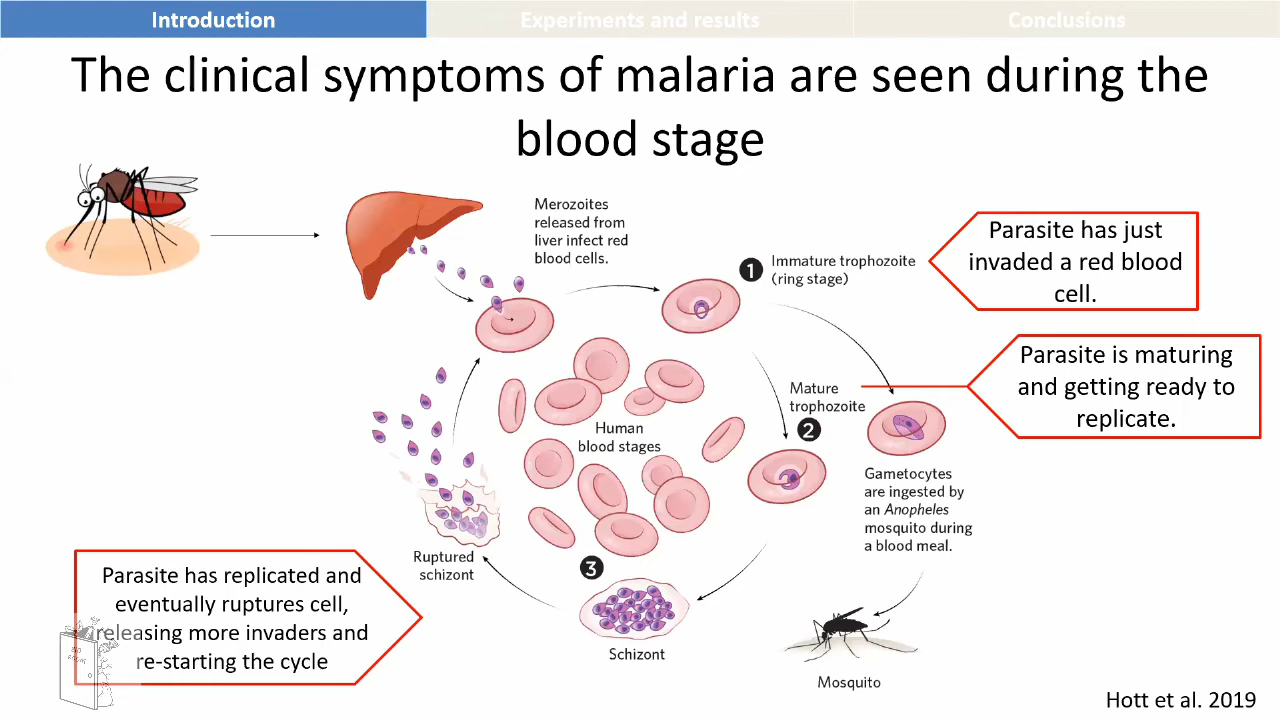 Introduction
Experiments and results
Conclusions
The clinical symptoms of malaria are seen during the
blood stage
Merozoites
released from
liver infect red
blood cells.
1
Immature trophozoite
(ring stage)
Parasite has just
invaded a red blood
cell.
Parasite is maturing
and getting ready to
replicate.
Mature
trophozoite
2
Human
blood stages
Gametocytes
are ingested by
an Anopheles
mosquito during
a blood meal.
Ruptured
schizont
3
Parasite has replicated and
eventually ruptures cell,
releasing more invaders and
re-starting the cycle
Schizont
Mosquito
Hott et al. 2019